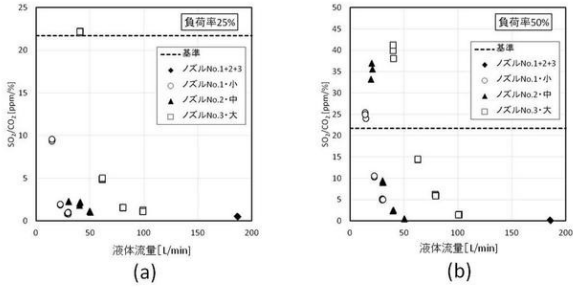 負荷率25%
25
20
15
10
5
0
SO₂/CO₂ [ppm/%]
基準
ノズルNo.1+2+3
ノズルNo.1・小
ノズルNo.2・中
ノズルNo.3・大
0 50 100 150 200
液体流量[L/min]
(a)
負荷率50%
50
45
40
35
30
25
20
15
10
5
0
SO₂/CO₂ [ppm/%]
基準
ノズルNo.1+2+3
ノズルNo.1・小
ノズルNo.2・中
ノズルNo.3・大
0 50 100 150 200
液体流量[L/min]
(b)